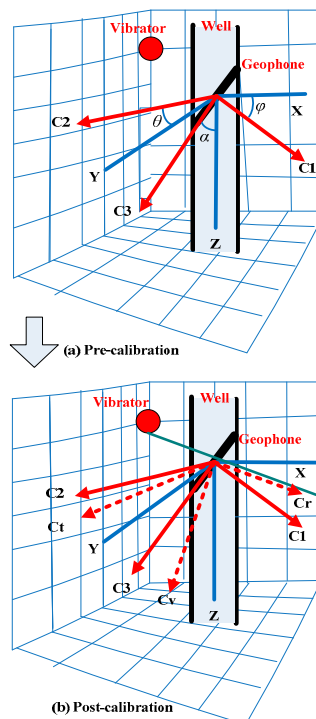 Vibrator
Well
Geophone
C2
θ
α
φ
X
C1
Y
C3
Z
(a) Pre-calibration
Vibrator
Well
Geophone
X
C2
Ct
Cr
C1
Y
C3
Cv
Z
(b) Post-calibration